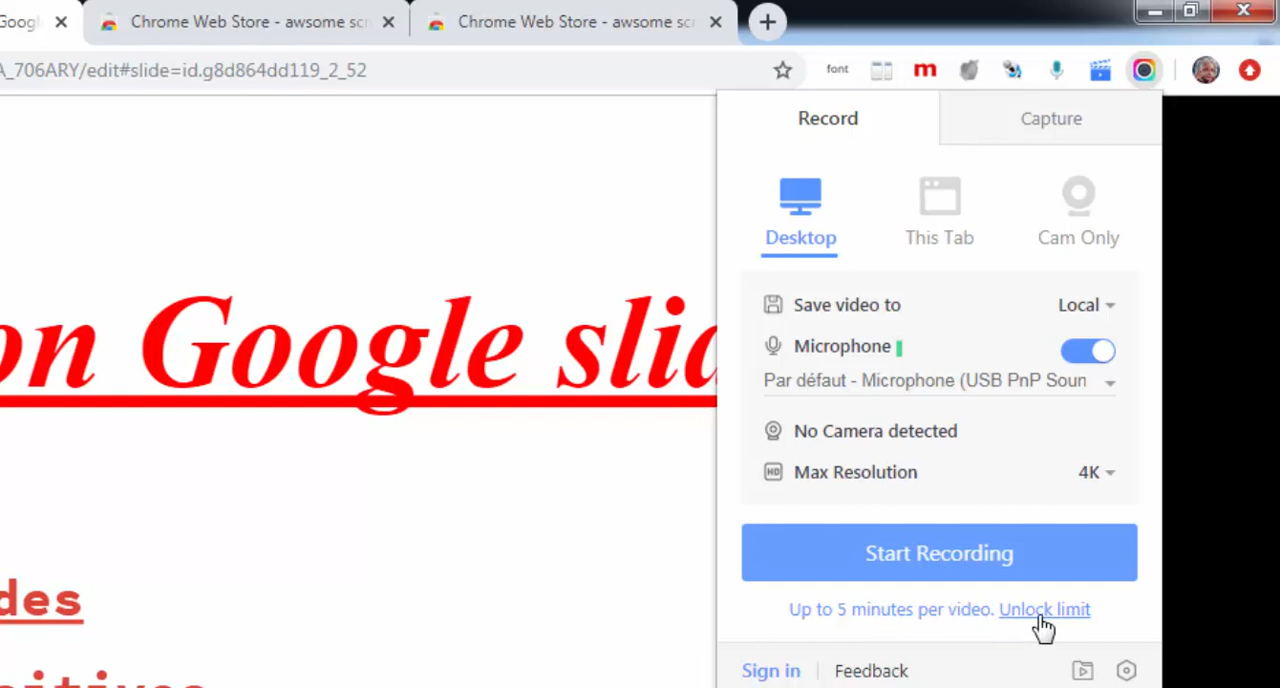 Googl
Chrome Web Store - awsome scr
Chrome Web Store - awsome scr
A_706ARY/edit#slide=id.g8d864dd119_2_52
font
m
Record
Capture
Desktop
This Tab
Cam Only
on Google slid
Save video to
Local
Microphone
Par défaut - Microphone (USB PnP Soun
No Camera detected
HD
Max Resolution
4K
Start Recording
des
Up to 5 minutes per video. Unlock limit
Sign in
Feedback